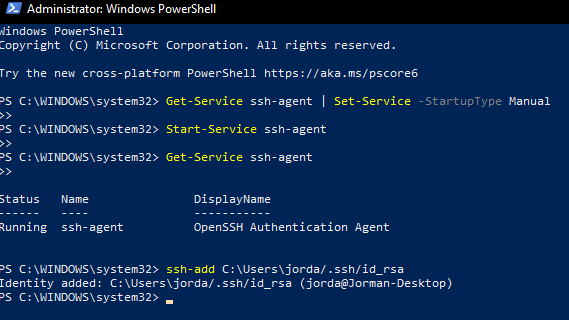 Administrator: Windows PowerShell
Windows PowerShell
Copyright (C) Microsoft Corporation. All rights reserved.
Try the new cross-platform PowerShell https://aka.ms/pscore6
PS C:\WINDOWS\system32> Get-Service ssh-agent | Set-Service -StartupType Manual
>>
PS C:\WINDOWS\system32> Start-Service ssh-agent
>>
PS C:\WINDOWS\system32> Get-Service ssh-agent
>>
Status   Name               DisplayName
------   ----               -----------
Running  ssh-agent          OpenSSH Authentication Agent
PS C:\WINDOWS\system32> ssh-add C:\Users\jorda/.ssh/id_rsa
Identity added: C:\Users\jorda/.ssh/id_rsa (jorda@Jorman-Desktop)
PS C:\WINDOWS\system32>